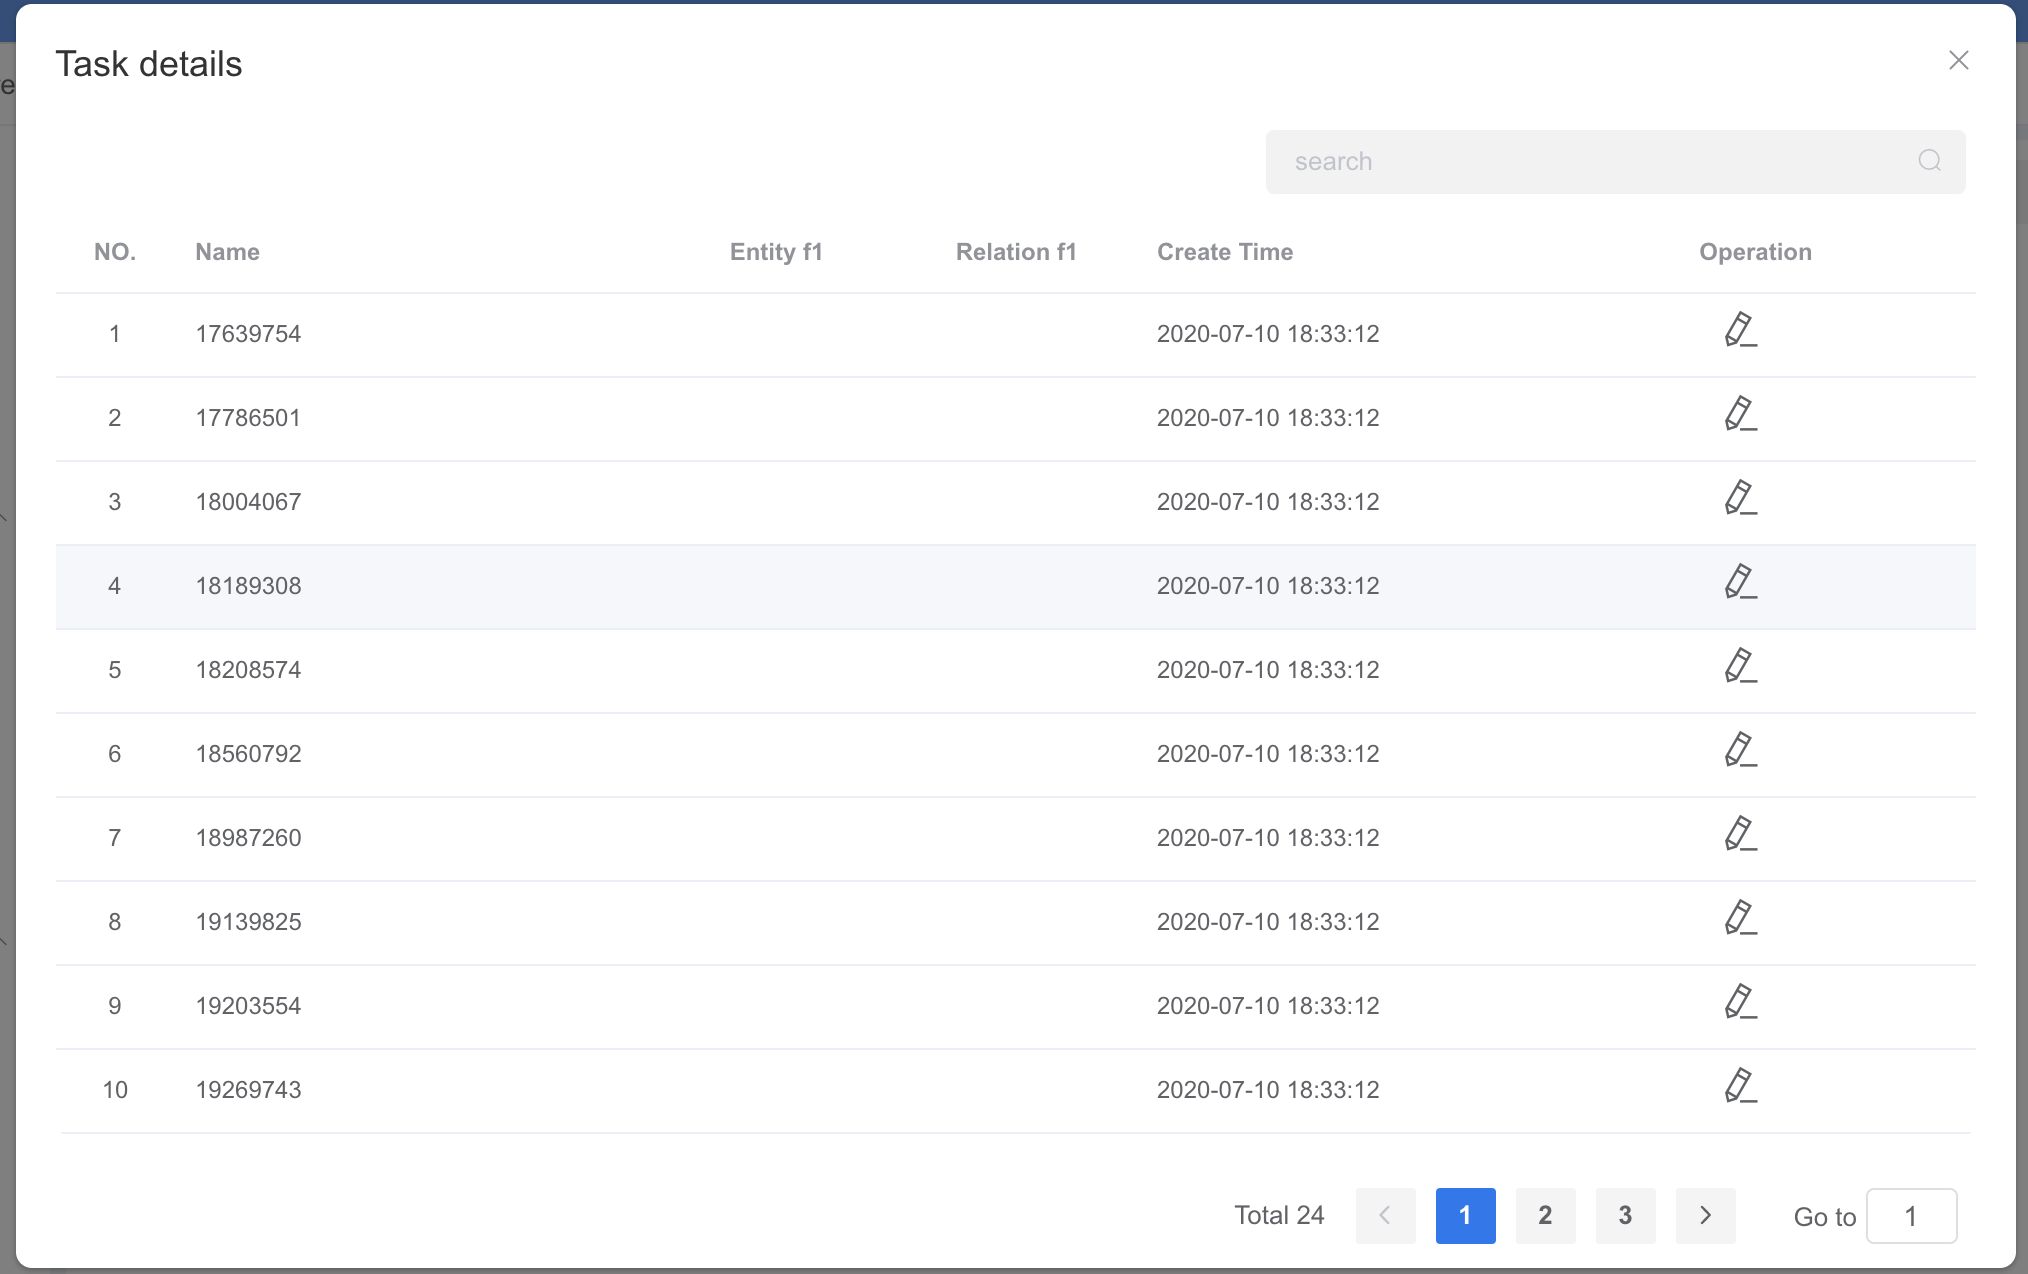 Task details
search
NO. Name Entity f1 Relation f1 Create Time Operation
1 17639754 2020-07-10 18:33:12
2 17786501 2020-07-10 18:33:12
3 18004067 2020-07-10 18:33:12
4 18189308 2020-07-10 18:33:12
5 18208574 2020-07-10 18:33:12
6 18560792 2020-07-10 18:33:12
7 18987260 2020-07-10 18:33:12
8 19139825 2020-07-10 18:33:12
9 19203554 2020-07-10 18:33:12
10 19269743 2020-07-10 18:33:12
Total 24 1 2 3 Go to 1